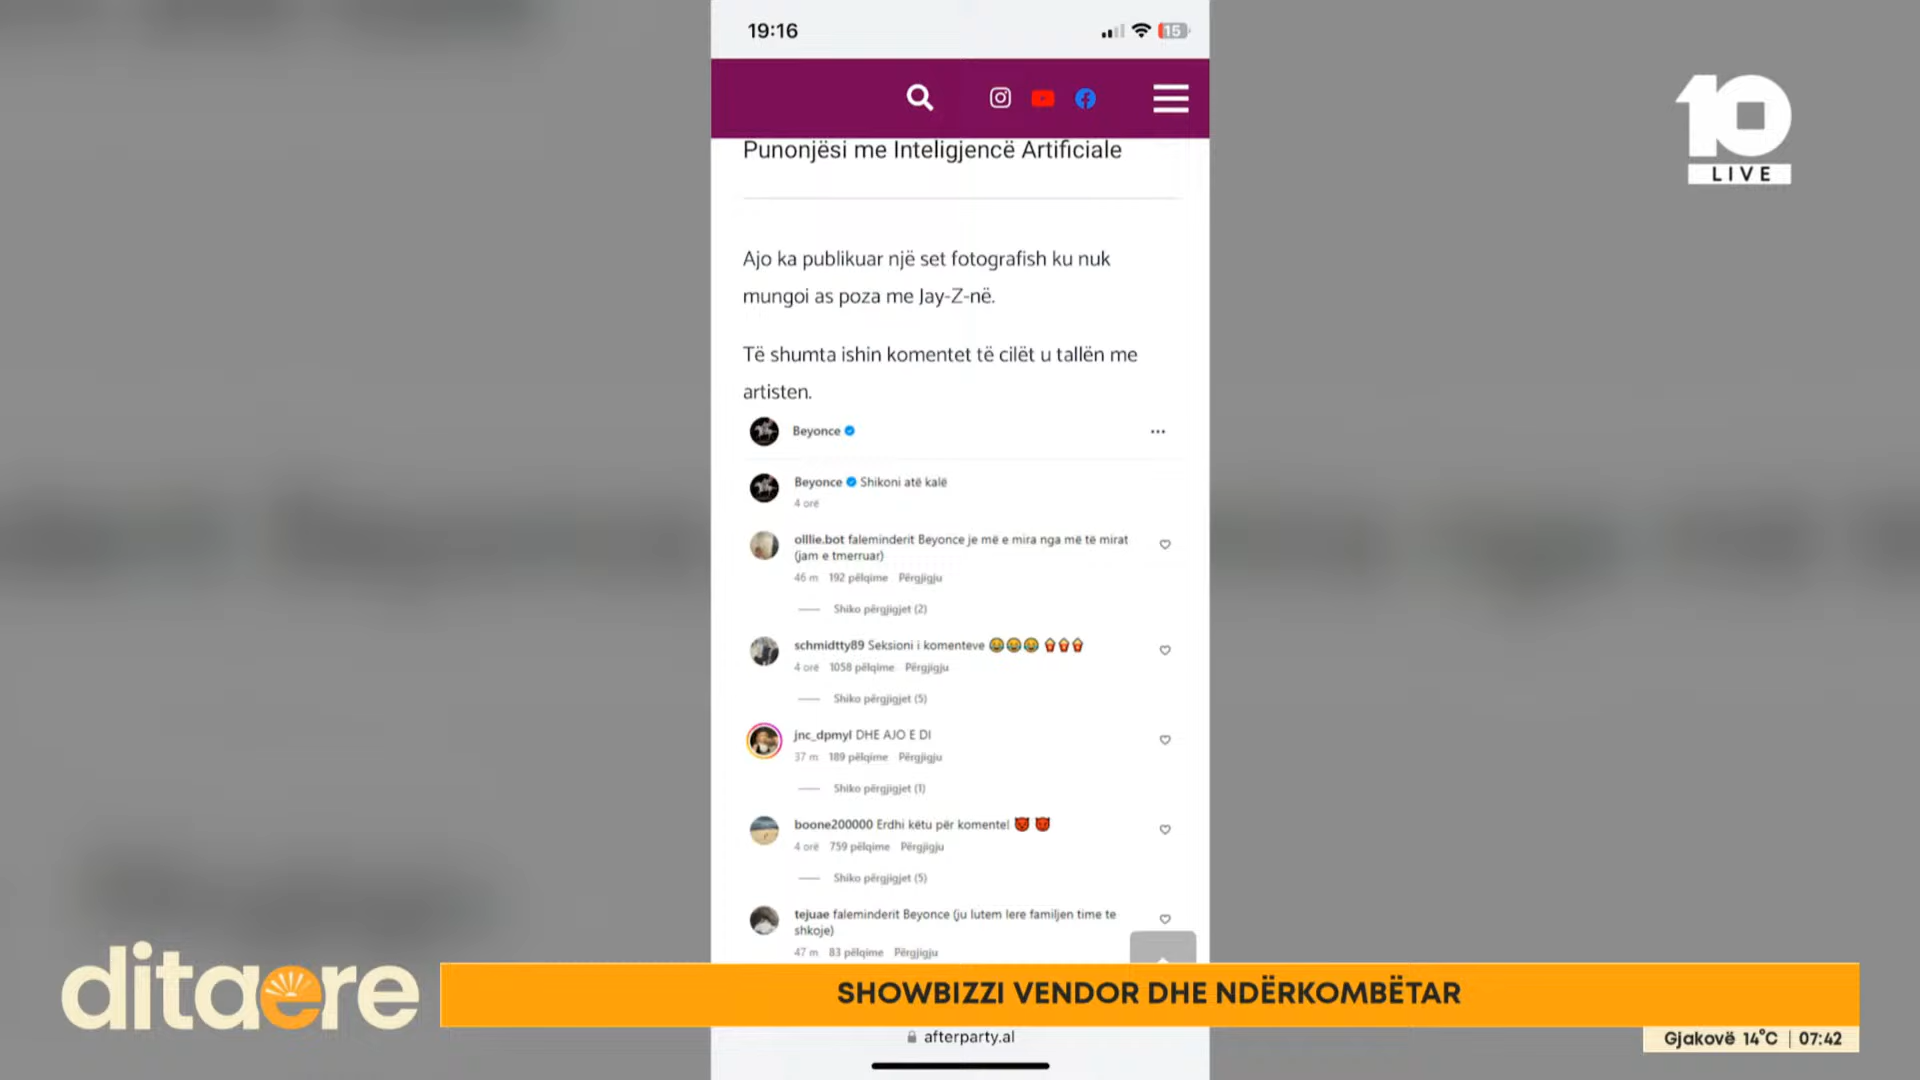 19:16
15
10
LIVE
Punonjësi me Inteligjencë Artificiale
Ajo ka publikuar një set fotografish ku nuk
mungoi as poza me Jay-Z-në.
Të shumta ishin komentet të cilët u tallën me
artisten.
Beyonce
Beyonce Shikoni atë kalë
4 orë
olllie.bot faleminderit Beyonce je më e mira nga më të mirat
(jam e tmerruar)
46 m 192 pëlqime Përgjigju
Shiko përgjigjet (2)
schmidtty89 Seksioni i komenteve 😂😂😂 🍿🍿🍿
4 orë 1058 pëlqime Përgjigju
Shiko përgjigjet (5)
jnc_dpmyl DHE AJO E DI
37 m 189 pëlqime Përgjigju
Shiko përgjigjet (1)
boone200000 Erdhi këtu për komente! 👿 👿
4 orë 759 pëlqime Përgjigju
Shiko përgjigjet (5)
tejuae faleminderit Beyonce (ju lutem lere familjen time te
shkoje)
47 m 83 pëlqime Përgjigju
ditaere
SHOWBIZZI VENDOR DHE NDËRKOMBËTAR
afterparty.al
Gjakovë 14°C | 07:42